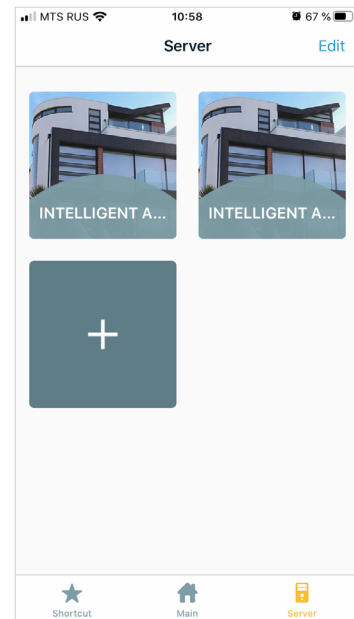 MTS RUS 10:58 67 %
Server Edit
INTELLIGENT A... INTELLIGENT A...
+
Shortcut Main Server